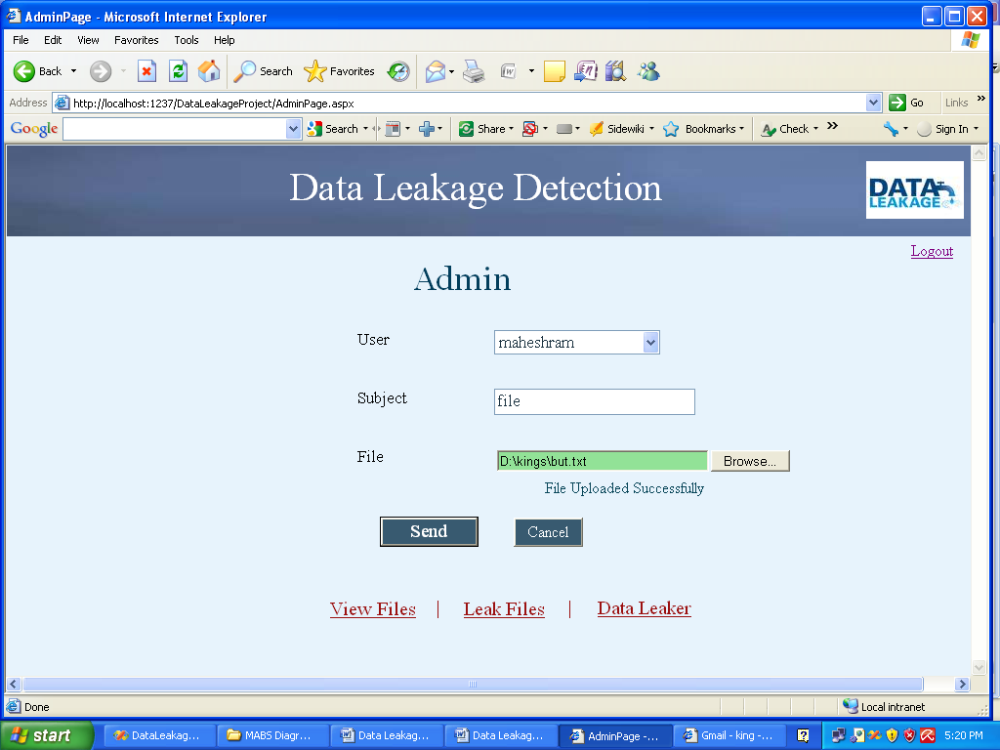 AdminPage - Microsoft Internet Explorer
File Edit View Favorites Tools Help
Back Search Favorites
Address http://localhost:1237/DataLeakageProject/AdminPage.aspx Go Links »
Google Search Share Sidewiki Bookmarks Check » Sign In
Data Leakage Detection
DATA
LEAKAGE
Logout
Admin
User maheshram
Subject file
File D:\kings\but.txt Browse...
File Uploaded Successfully
Send Cancel
View Files | Leak Files | Data Leaker
Done Local intranet
start DataLeakag... MABS Diagr... Data Leakag... Data Leakag... AdminPage -... Gmail - king -... 5:20 PM